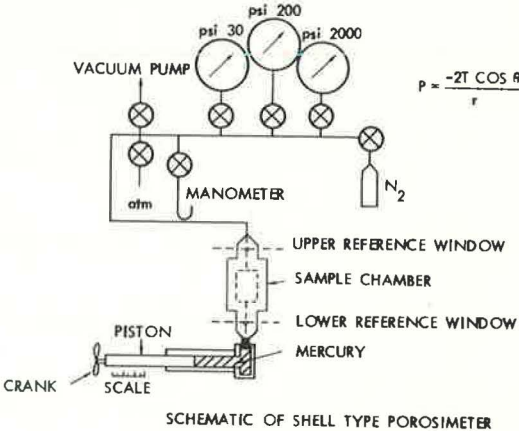 psi 30
psi 200
psi 2000
VACUUM PUMP
P = -2T COS θ
r
atm
MANOMETER
N2
UPPER REFERENCE WINDOW
SAMPLE CHAMBER
LOWER REFERENCE WINDOW
PISTON
MERCURY
CRANK
SCALE
SCHEMATIC OF SHELL TYPE POROSIMETER